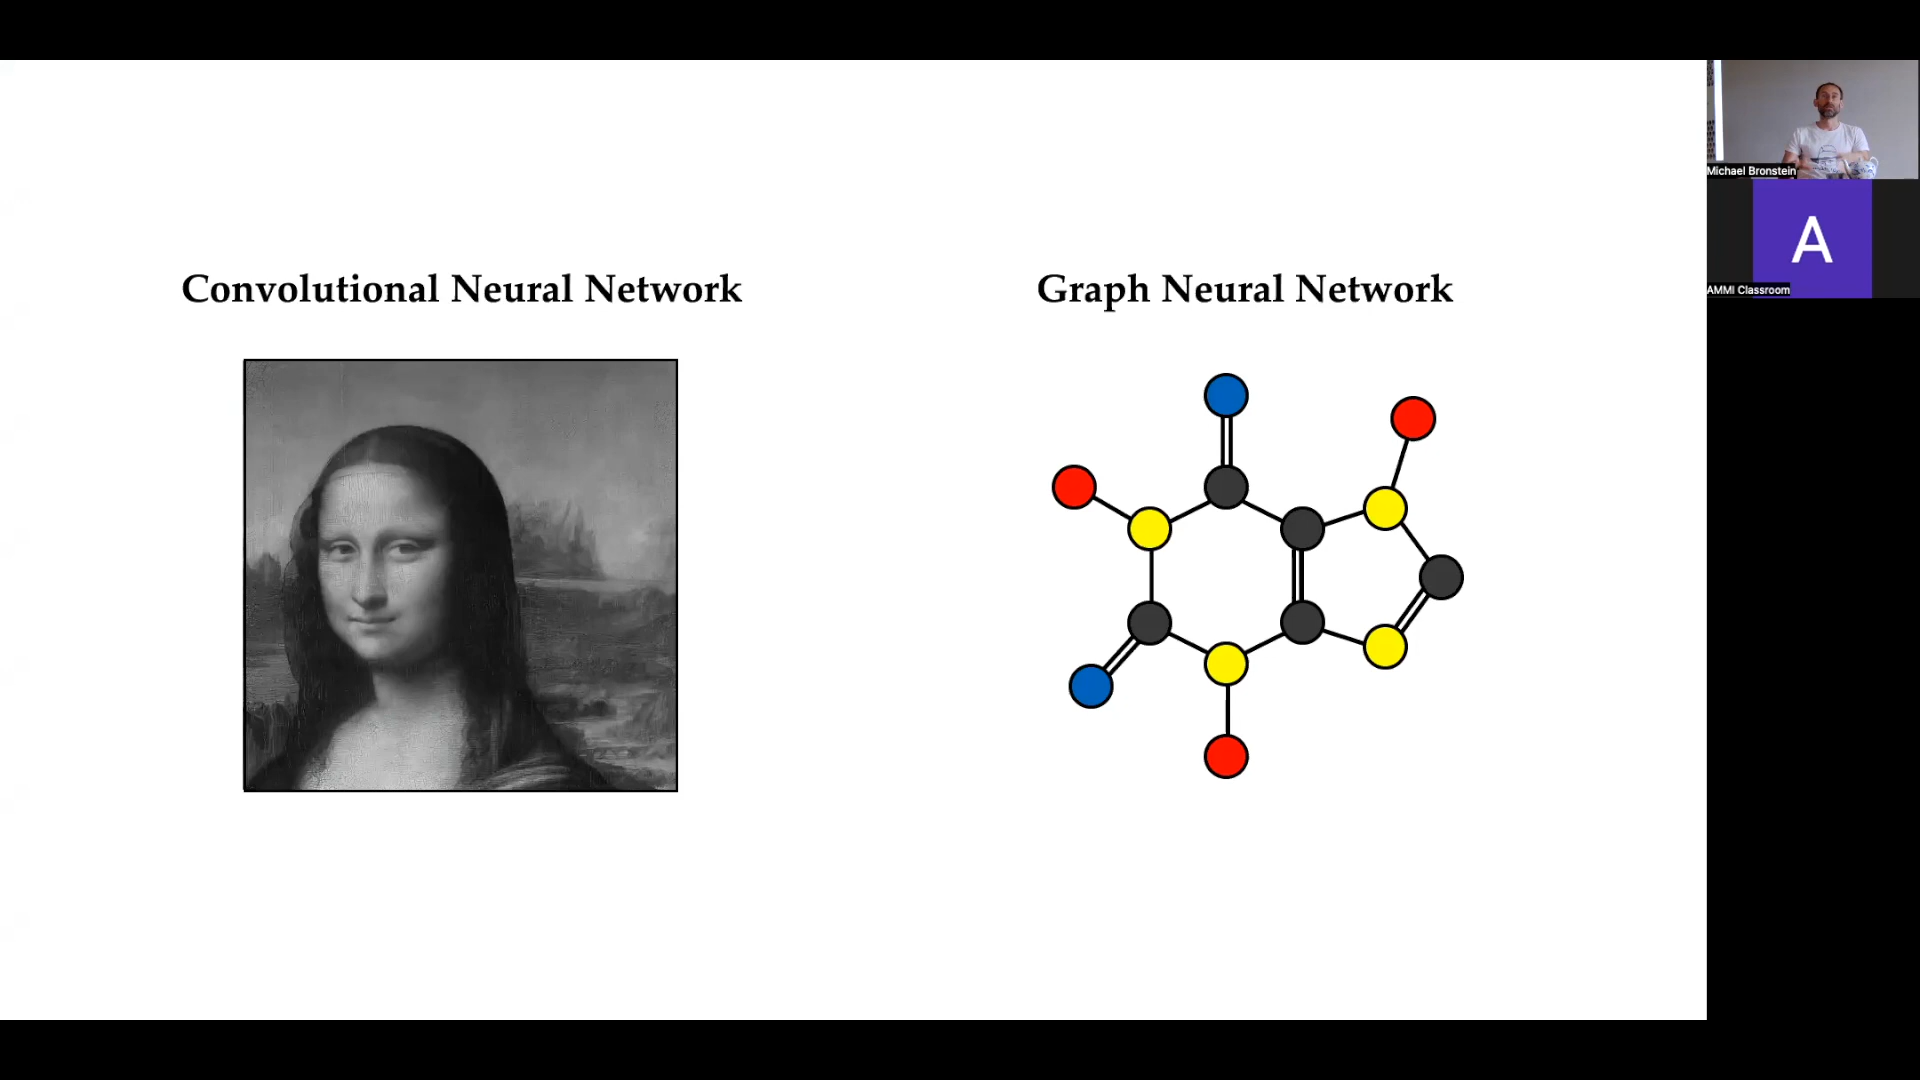 Convolutional Neural Network
Graph Neural Network
Michael Bronstein
A
AMMI Classroom